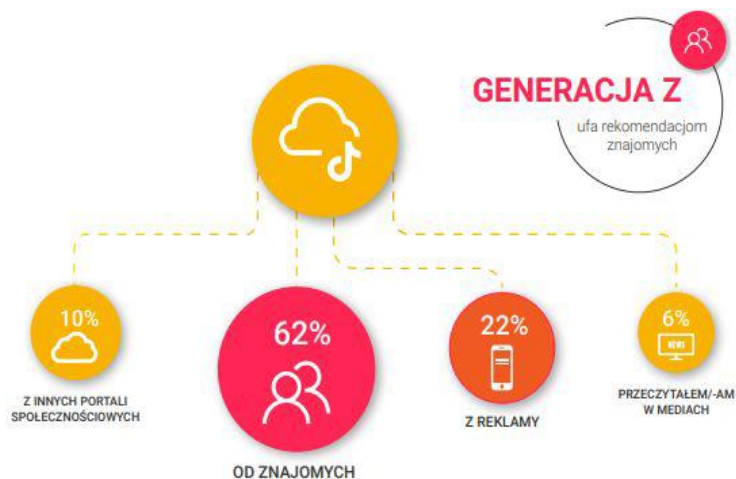 GENERACJA Z
ufa rekomendacjom
znajomych
10%
Z INNYCH PORTALI
SPOŁECZNOŚCIOWYCH
62%
OD ZNAJOMYCH
22%
Z REKLAMY
6%
NEWS
PRZECZYTAŁEM/-AM
W MEDIACH